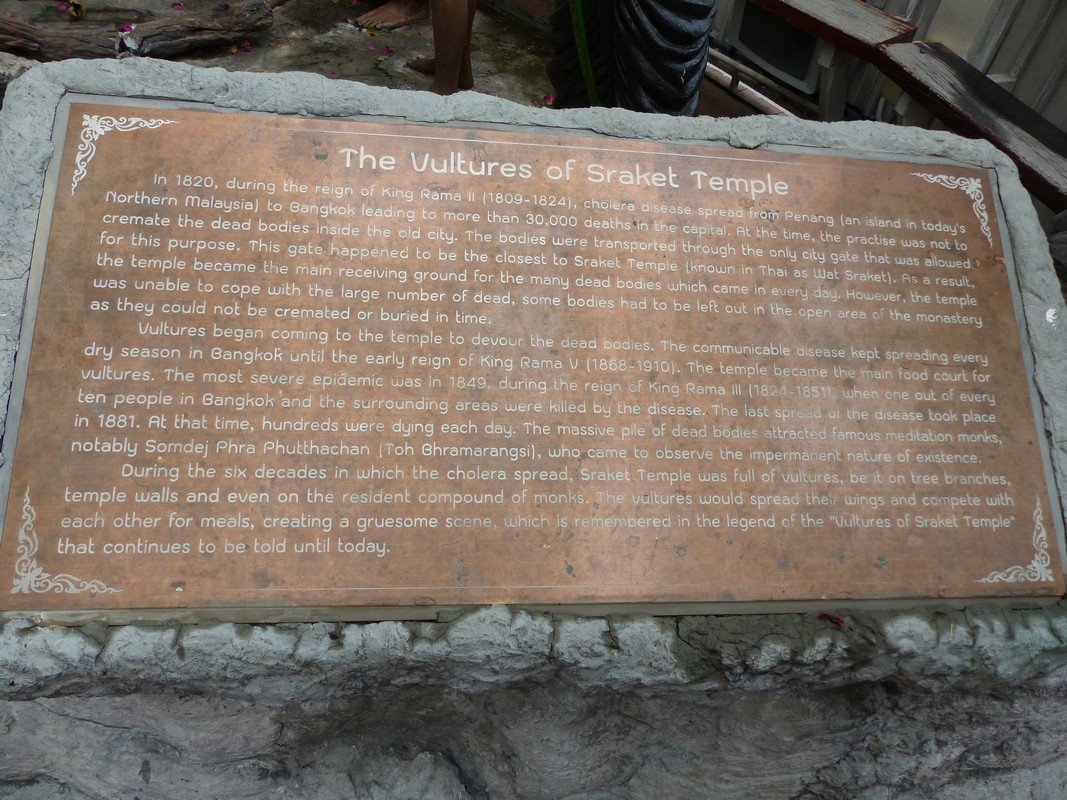 The Vultures of Sraket Temple
In 1820, during the reign of King Rama II (1809-1824), cholera disease spread from Penang (an island in today's
Northern Malaysia) to Bangkok leading to more than 30,000 deaths in the capital. At the time, the practise was not to
cremate the dead bodies inside the old city. The bodies were transported through the only city gate that was allowed
for this purpose. This gate happened to be the closest to Sraket Temple (known in Thai as Wat Sraket). As a result,
the temple became the main receiving ground for the many dead bodies which came in every day. However, the temple
was unable to cope with the large number of dead, some bodies had to be left out in the open area of the monastery
as they could not be cremated or buried in time.
Vultures began coming to the temple to devour the dead bodies. The communicable disease kept spreading every
dry season in Bangkok until the early reign of King Rama V (1868-1910). The temple became the main food court for
vultures. The most severe epidemic was in 1849, during the reign of King Rama III (1824-1851), when one out of every
ten people in Bangkok and the surrounding areas were killed by the disease. The last spread of the disease took place
in 1881. At that time, hundreds were dying each day. The massive pile of dead bodies attracted famous meditation monks,
notably Somdej Phra Phutthachan (Toh Bhramarangsi), who came to observe the impermanent nature of existence.
During the six decades in which the cholera spread, Sraket Temple was full of vultures, be it on tree branches,
temple walls and even on the resident compound of monks. The vultures would spread their wings and compete with
each other for meals, creating a gruesome scene, which is remembered in the legend of the "Vultures of Sraket Temple"
that continues to be told until today.